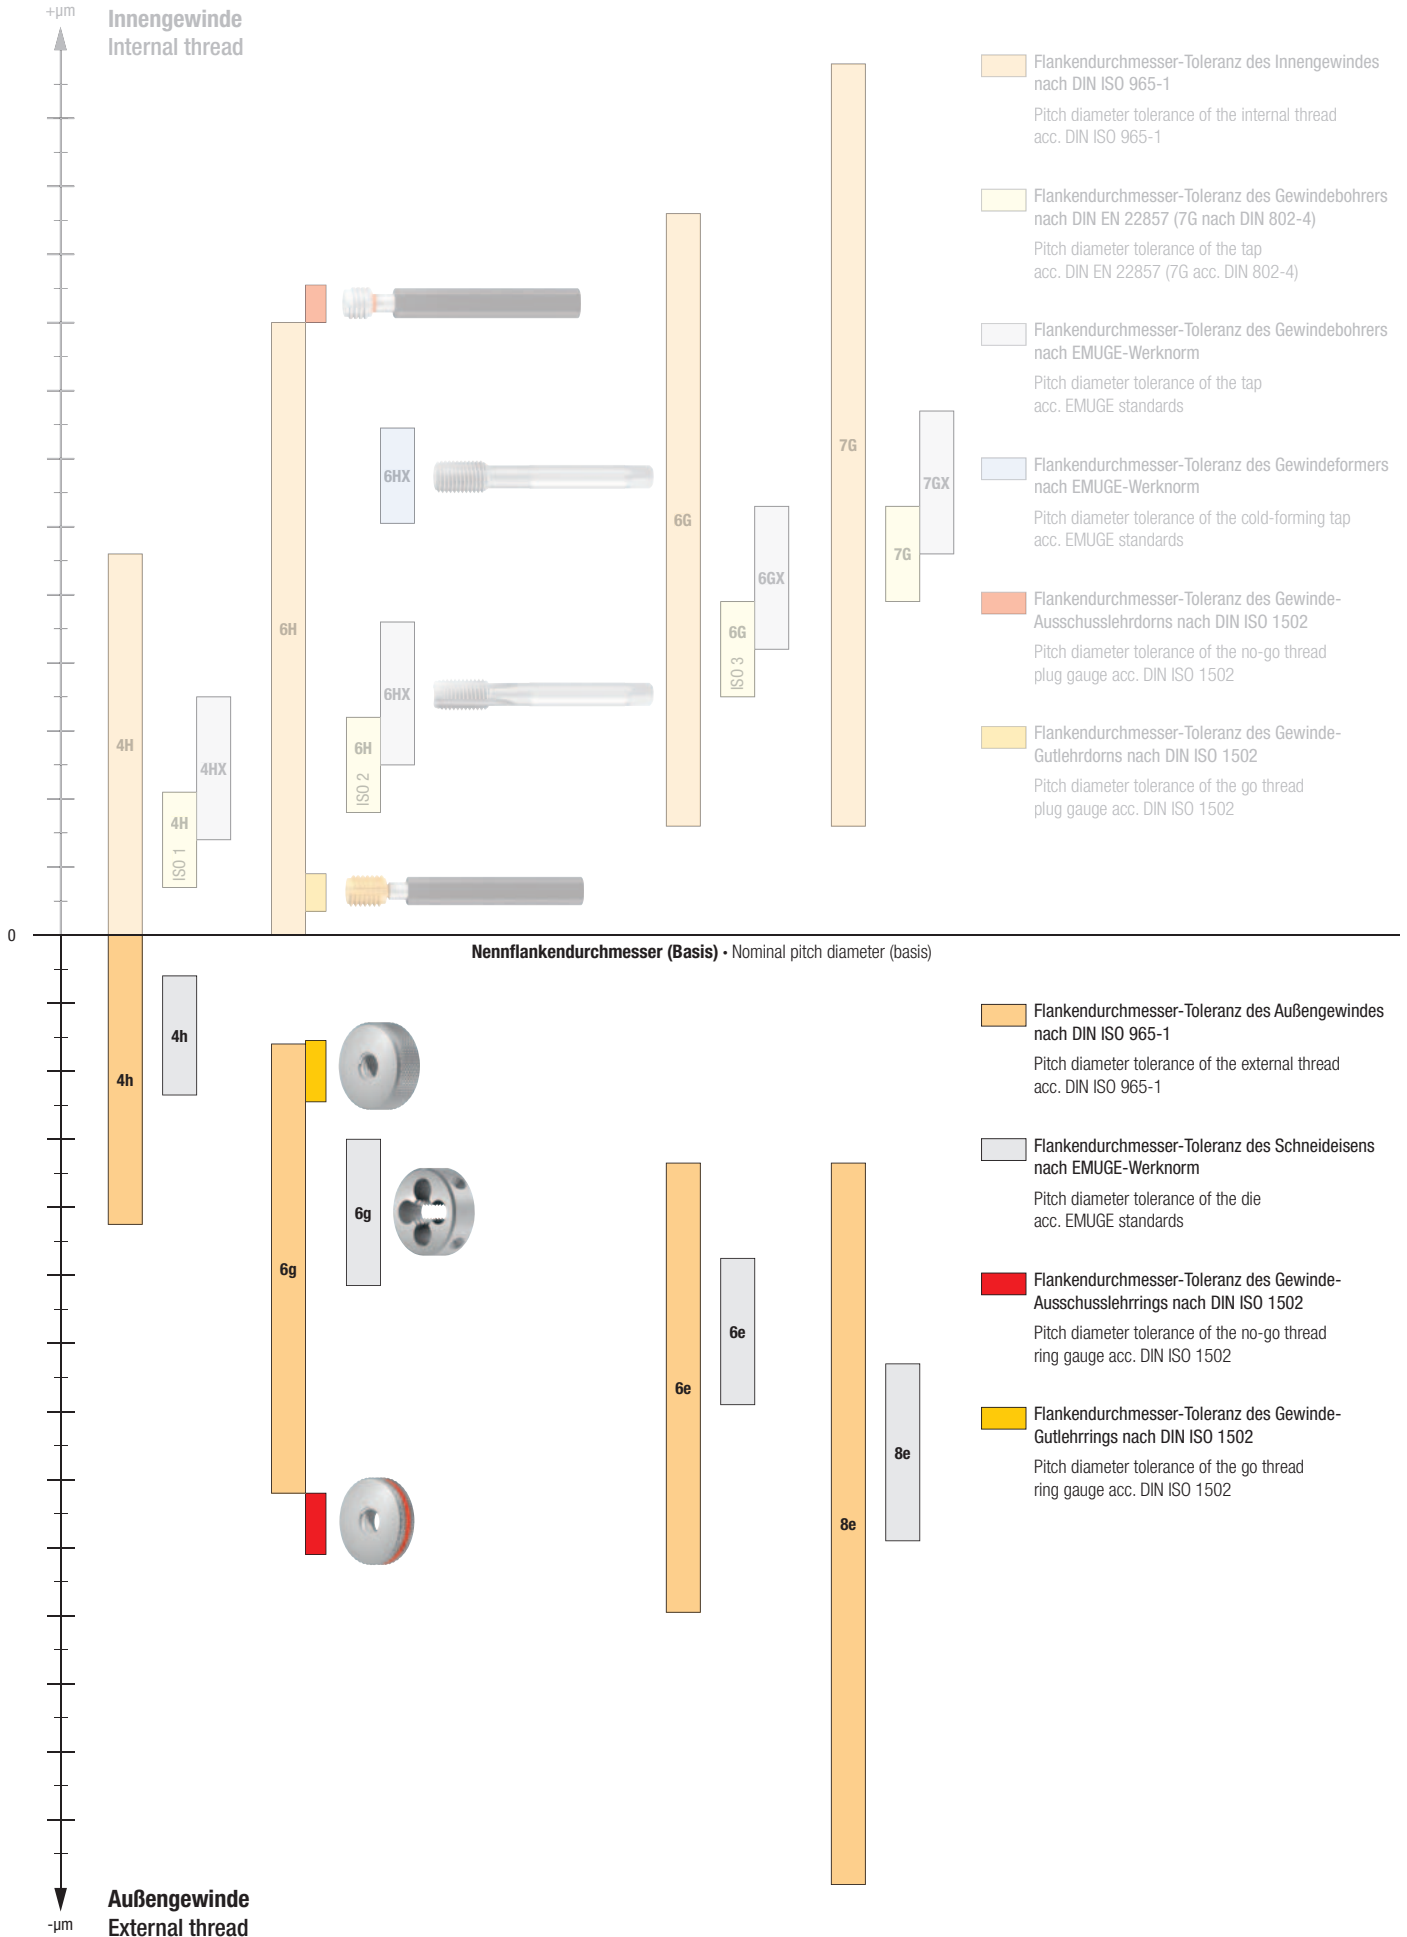 +µm
Innengewinde
Internal thread
Flankendurchmesser-Toleranz des Innengewindes
nach DIN ISO 965-1
Pitch diameter tolerance of the internal thread
acc. DIN ISO 965-1
Flankendurchmesser-Toleranz des Gewindebohrers
nach DIN EN 22857 (7G nach DIN 802-4)
Pitch diameter tolerance of the tap
acc. DIN EN 22857 (7G acc. DIN 802-4)
Flankendurchmesser-Toleranz des Gewindebohrers
nach EMUGE-Werknorm
Pitch diameter tolerance of the tap
acc. EMUGE standards
Flankendurchmesser-Toleranz des Gewindeformers
nach EMUGE-Werknorm
Pitch diameter tolerance of the cold-forming tap
acc. EMUGE standards
Flankendurchmesser-Toleranz des Gewinde-
Ausschusslehrdorns nach DIN ISO 1502
Pitch diameter tolerance of the no-go thread
plug gauge acc. DIN ISO 1502
Flankendurchmesser-Toleranz des Gewinde-
Gutlehrdorns nach DIN ISO 1502
Pitch diameter tolerance of the go thread
plug gauge acc. DIN ISO 1502
4H
4H
ISO 1
4HX
6H
6HX
6HX
6H
ISO 2
6G
6G
ISO 3
6GX
7G
7G
7GX
0
Nennflankendurchmesser (Basis) • Nominal pitch diameter (basis)
4h
4h
6g
6g
6e
6e
8e
8e
Flankendurchmesser-Toleranz des Außengewindes
nach DIN ISO 965-1
Pitch diameter tolerance of the external thread
acc. DIN ISO 965-1
Flankendurchmesser-Toleranz des Schneideisens
nach EMUGE-Werknorm
Pitch diameter tolerance of the die
acc. EMUGE standards
Flankendurchmesser-Toleranz des Gewinde-
Ausschusslehrrings nach DIN ISO 1502
Pitch diameter tolerance of the no-go thread
ring gauge acc. DIN ISO 1502
Flankendurchmesser-Toleranz des Gewinde-
Gutlehrrings nach DIN ISO 1502
Pitch diameter tolerance of the go thread
ring gauge acc. DIN ISO 1502
Außengewinde
External thread
-µm